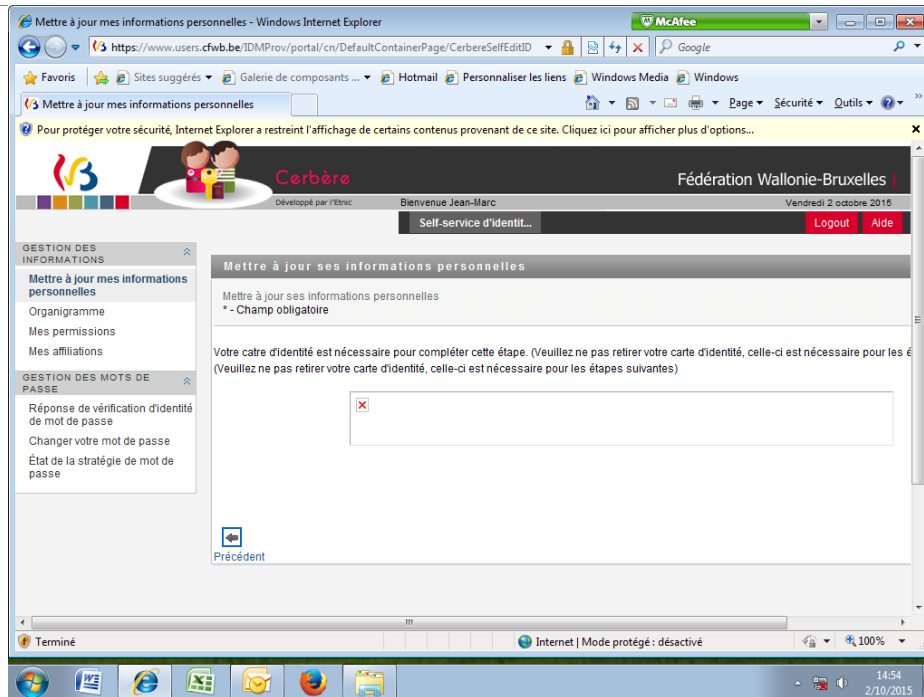 Mettre à jour mes informations personnelles - Windows Internet Explorer
McAfee
https://www.users.cfwb.be/IDMProv/portal/cn/DefaultContainerPage/CerbereSelfEditID
Google
Favoris Sites suggérés Galerie de composants ... Hotmail Personnaliser les liens Windows Media Windows
Mettre à jour mes informations personnelles
Page Sécurité Outils
Pour protéger votre sécurité, Internet Explorer a restreint l'affichage de certains contenus provenant de ce site. Cliquez ici pour afficher plus d'options...
Cerbère
Fédération Wallonie-Bruxelles
Développé par l'Etnic
Bienvenue Jean-Marc
Vendredi 2 octobre 2015
Self-service d'identit...
Logout Aide
GESTION DES
INFORMATIONS
Mettre à jour mes informations
personnelles
Organigramme
Mes permissions
Mes affiliations
GESTION DES MOTS DE
PASSE
Réponse de vérification d'identité
de mot de passe
Changer votre mot de passe
État de la stratégie de mot de
passe
Mettre à jour ses informations personnelles
Mettre à jour ses informations personnelles
* - Champ obligatoire
Votre catre d'identité est nécessaire pour compléter cette étape. (Veuillez ne pas retirer votre carte d'identité, celle-ci est nécessaire pour les é
(Veuillez ne pas retirer votre carte d'identité, celle-ci est nécessaire pour les étapes suivantes)
Précédent
Terminé
Internet | Mode protégé : désactivé
100%
14:54
2/10/2015